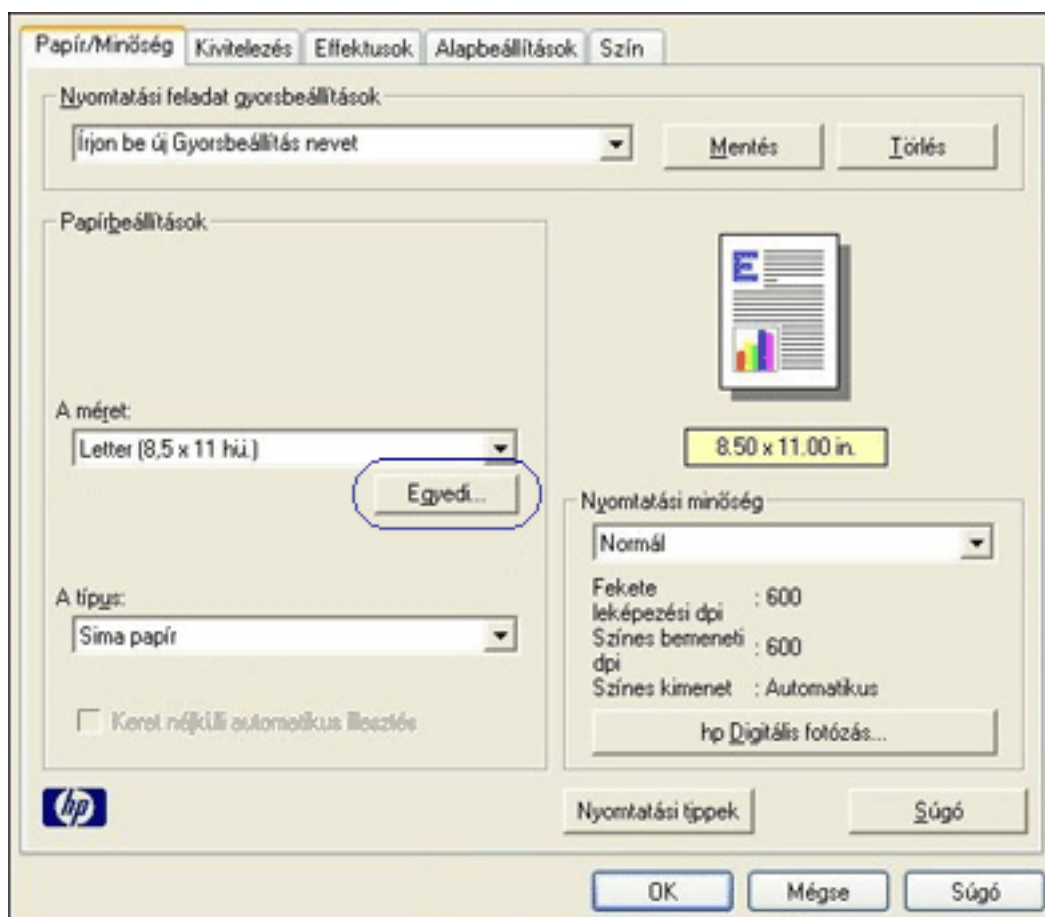 Papír/Minőség Kivitelezés Effektusok Alapbeállítások Szín
Nyomtatási feladat gyorsbeállítások
Írjon be új Gyorsbeállítás nevet
Mentés
Törlés
Papírbeállítások
A méret:
Letter (8,5 x 11 hü.)
Egyedi...
A típus:
Sima papír
Keret nélküli automatikus illesztés
E
8.50 x 11.00 in.
Nyomtatási minőség
Normál
Fekete
leképezési dpi : 600
Színes bemeneti
dpi : 600
Színes kimenet : Automatikus
hp Digitális fotózás...
hp
Nyomtatási tippek
Súgó
OK Mégse Súgó